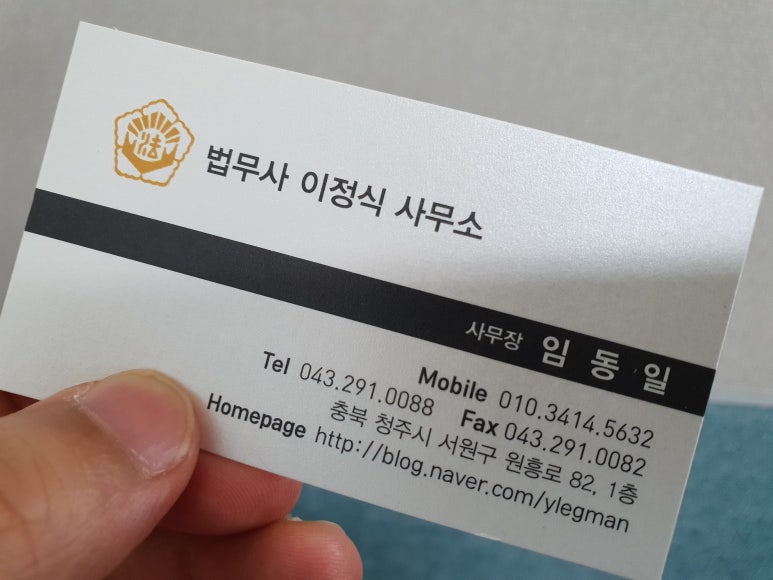 법무사 이정식 사무소
사무장 임동일
Mobile 010.3414.5632
Tel 043.291.0088 Fax 043.291.0082
충북 청주시 서원구 원흥로 82, 1층
Homepage http://blog.naver.com/ylegman